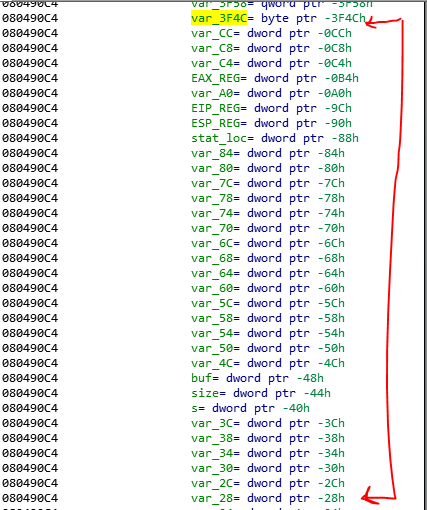 080490C4 var_3F58= qword ptr -3F58h
080490C4 var_3F4C= byte ptr -3F4Ch
080490C4 var_CC= dword ptr -0CCh
080490C4 var_C8= dword ptr -0C8h
080490C4 var_C4= dword ptr -0C4h
080490C4 EAX_REG= dword ptr -0B4h
080490C4 var_A0= dword ptr -0A0h
080490C4 EIP_REG= dword ptr -9Ch
080490C4 ESP_REG= dword ptr -90h
080490C4 stat_loc= dword ptr -88h
080490C4 var_84= dword ptr -84h
080490C4 var_80= dword ptr -80h
080490C4 var_7C= dword ptr -7Ch
080490C4 var_78= dword ptr -78h
080490C4 var_74= dword ptr -74h
080490C4 var_70= dword ptr -70h
080490C4 var_6C= dword ptr -6Ch
080490C4 var_68= dword ptr -68h
080490C4 var_64= dword ptr -64h
080490C4 var_60= dword ptr -60h
080490C4 var_5C= dword ptr -5Ch
080490C4 var_58= dword ptr -58h
080490C4 var_54= dword ptr -54h
080490C4 var_50= dword ptr -50h
080490C4 var_4C= dword ptr -4Ch
080490C4 buf= dword ptr -48h
080490C4 size= dword ptr -44h
080490C4 s= dword ptr -40h
080490C4 var_3C= dword ptr -3Ch
080490C4 var_38= dword ptr -38h
080490C4 var_34= dword ptr -34h
080490C4 var_30= dword ptr -30h
080490C4 var_2C= dword ptr -2Ch
080490C4 var_28= dword ptr -28h